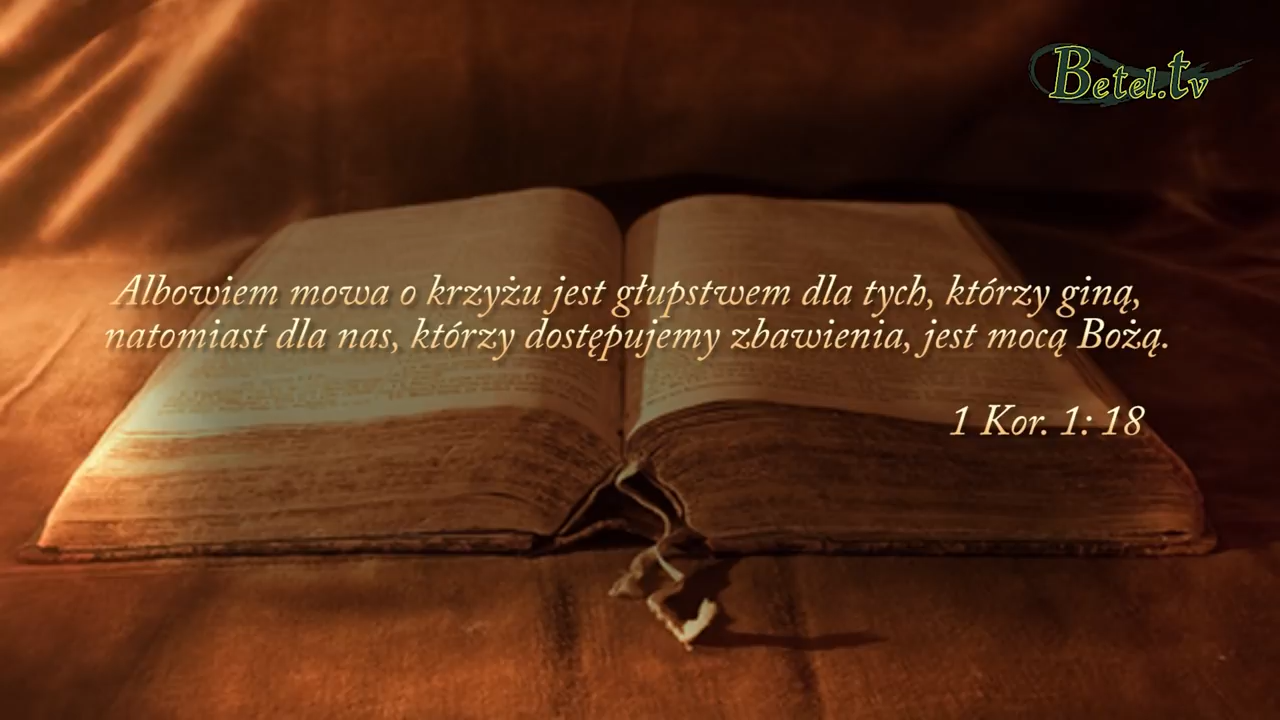 Betel.tv
Albowiem mowa o krzyżu jest głupstwem dla tych, którzy giną,
natomiast dla nas, którzy dostępujemy zbawienia, jest mocą Bożą.
1 Kor. 1: 18